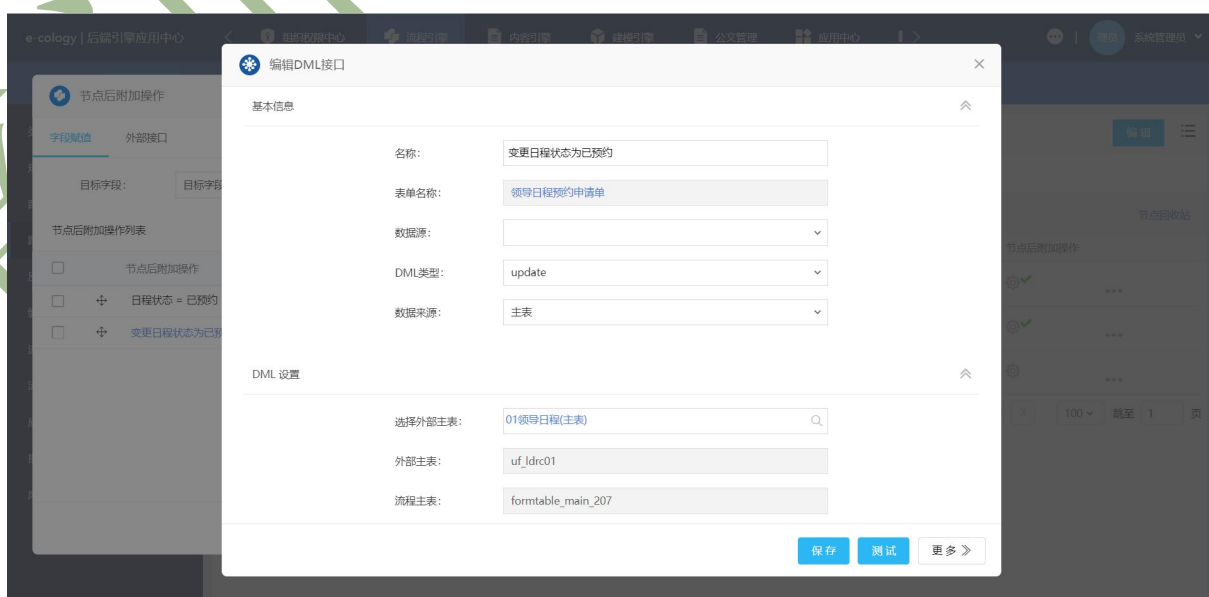 e-cology | 后端引擎应用中心 < 组织权限中心 流程引擎 内容引擎 建模引擎 公文管理 应用中心 > 系统管理员
编辑DML接口
节点后附加操作
基本信息
字段赋值 外部接口
编辑
名称: 变更日程状态为已预约
目标字段: 目标字段
表单名称: 领导日程预约申请单
节点回收站
节点后附加操作列表
数据源:
节点后附加操作
节点后附加操作
DML类型: update
日程状态 = 已预约
数据来源: 主表
变更日程状态为已预
DML 设置
选择外部主表: 01领导日程(主表)
100 跳至 1 页
外部主表: uf_ldrc01
流程主表: formtable_main_207
保存 测试 更多